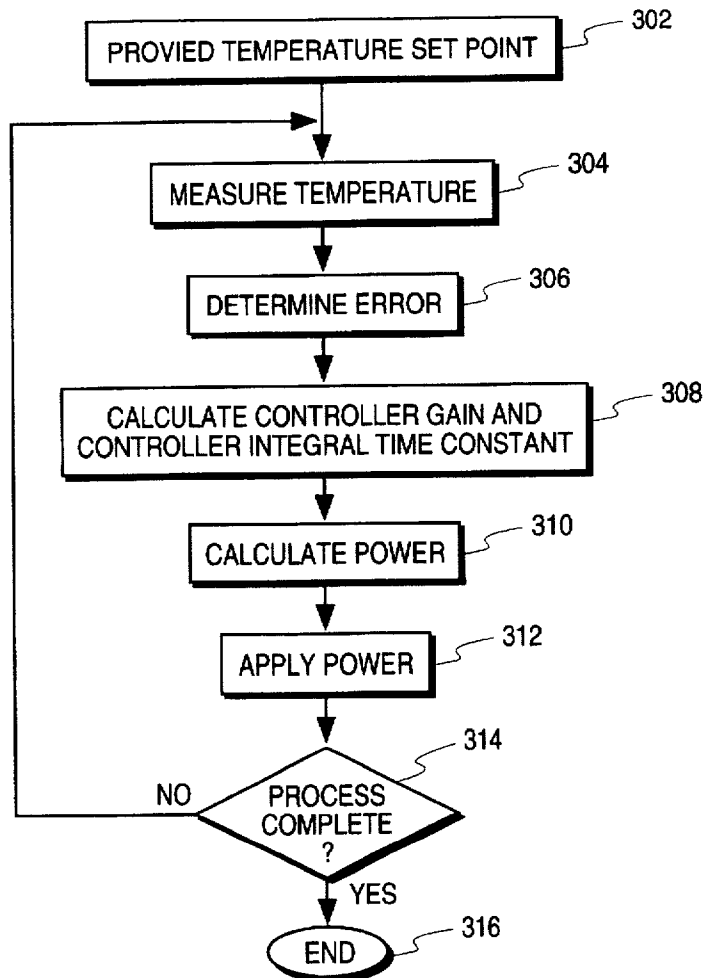 PROVIED TEMPERATURE SET POINT
302
MEASURE TEMPERATURE
304
DETERMINE ERROR
306
CALCULATE CONTROLLER GAIN AND
CONTROLLER INTEGRAL TIME CONSTANT
308
CALCULATE POWER
310
APPLY POWER
312
314
NO
PROCESS
COMPLETE
?
YES
END
316